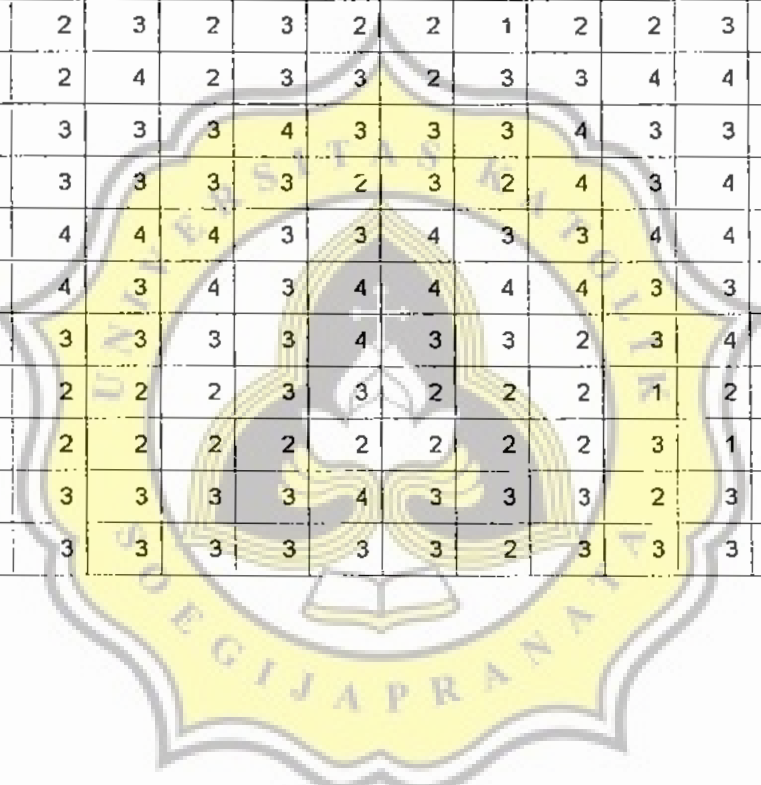 2 3 2 3 2 2 1 2 2 3
2 4 2 3 3 2 3 3 4 4
3 3 3 4 3 3 3 4 3 3
3 3 3 3 2 3 2 4 3 4
4 4 4 3 3 4 3 3 4 4
4 3 4 3 4 4 4 4 3 3
3 3 3 3 4 3 3 2 3 4
2 2 2 3 3 2 2 2 1 2
2 2 2 2 2 2 2 2 3 1
3 3 3 3 4 3 3 3 2 3
3 3 3 3 3 3 2 3 3 3
UNIVERSITAS KATOLIK
SOEGIJAPRANATA